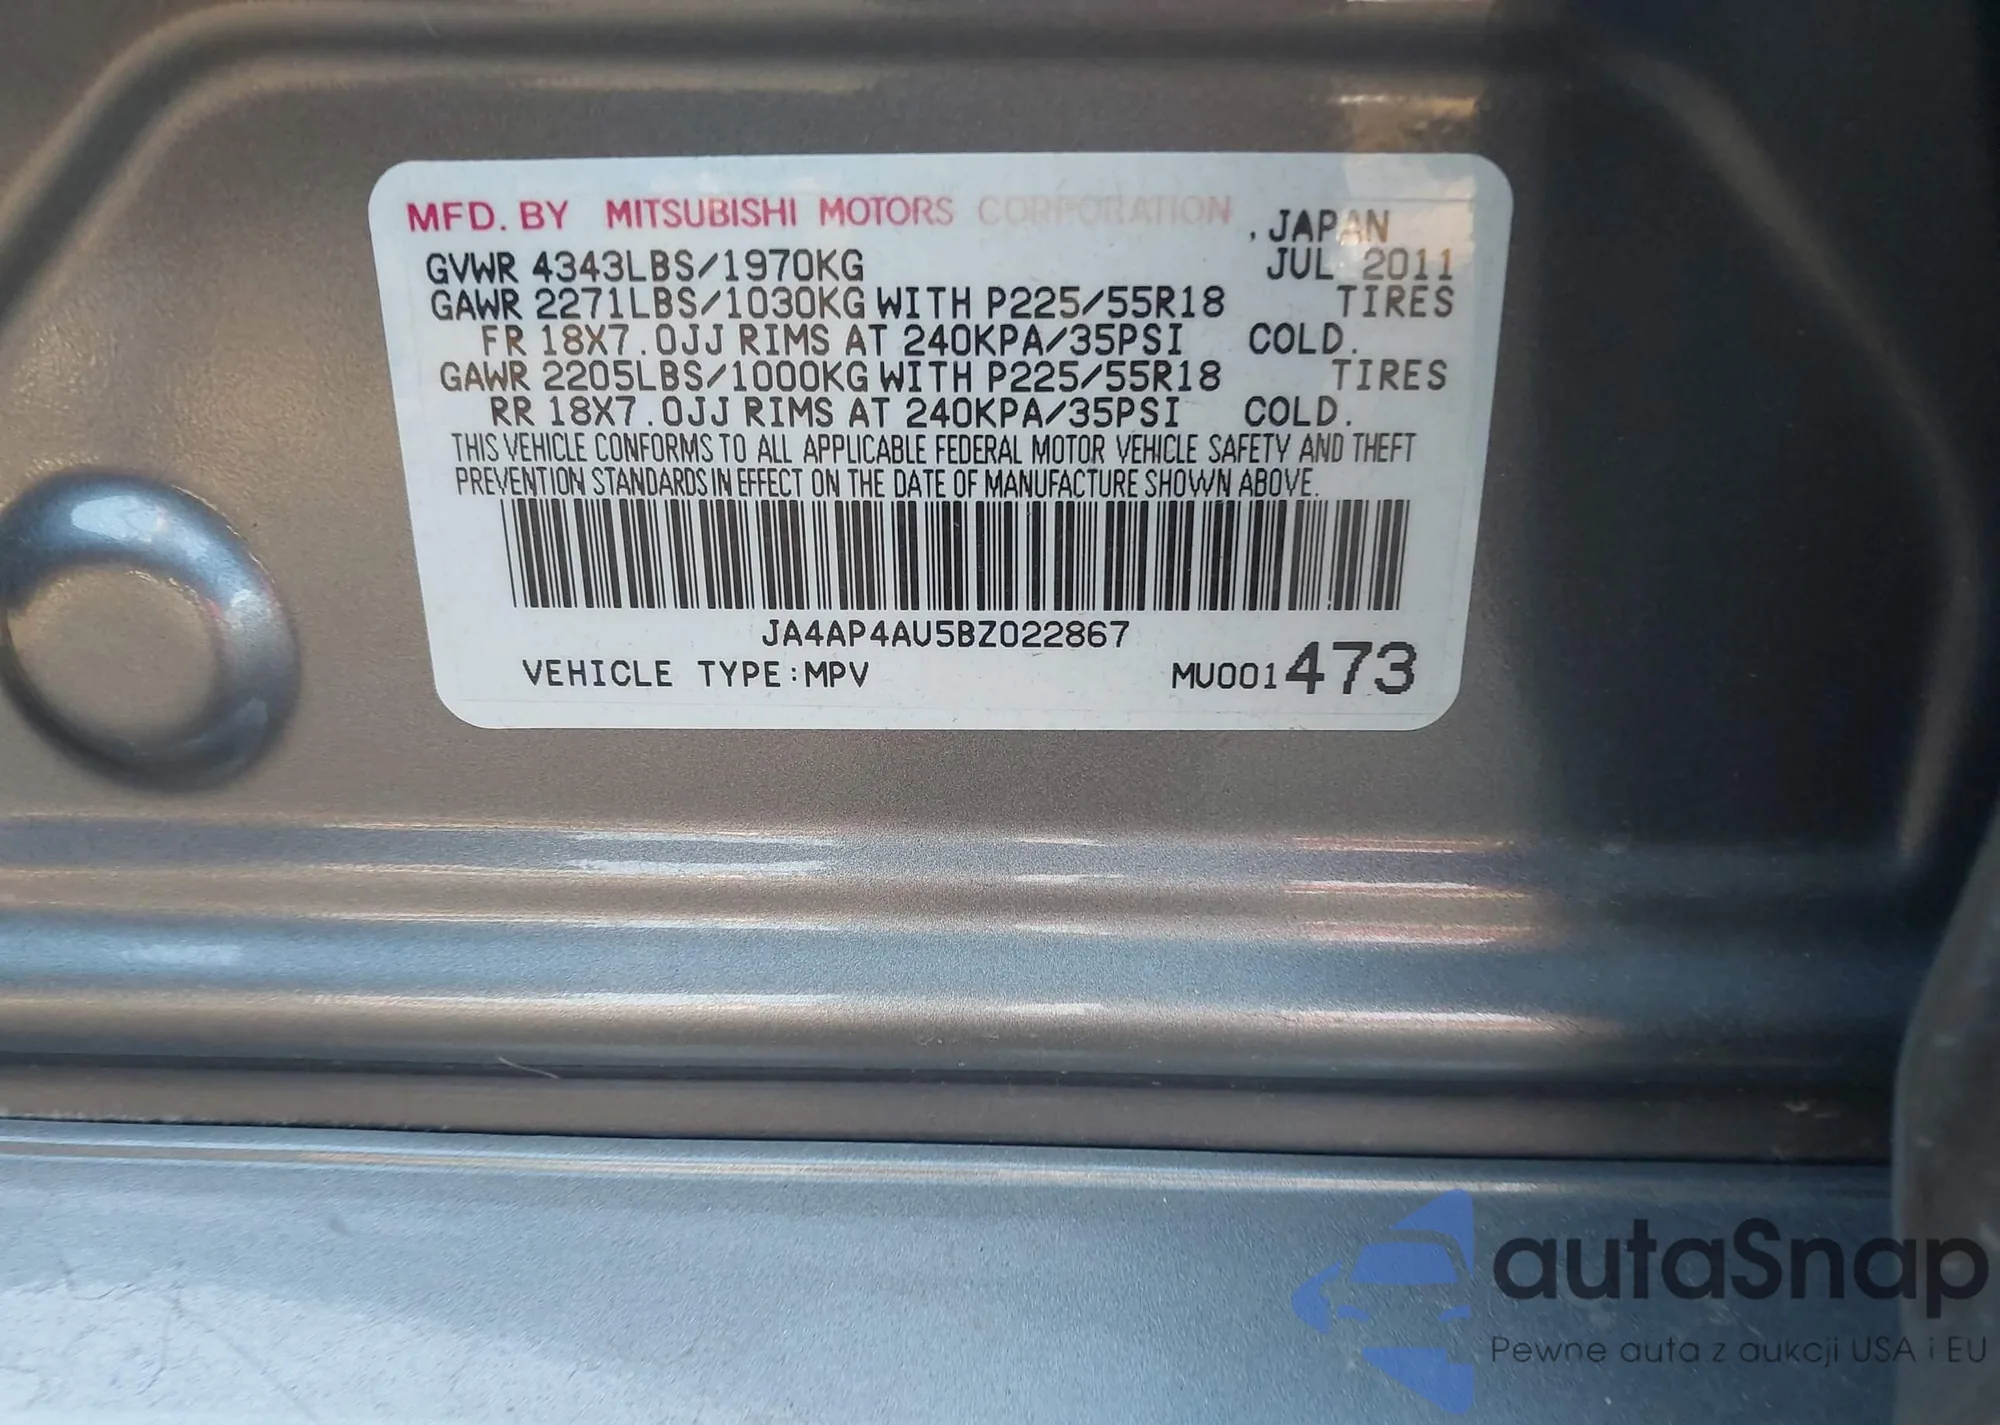 MFD. BY MITSUBISHI MOTORS CORPORATION , JAPAN
GVWR 4343LBS/1970KG JUL 2011
GAWR 2271LBS/1030KG WITH P225/55R18 TIRES
FR 18X7.0JJ RIMS AT 240KPA/35PSI COLD.
GAWR 2205LBS/1000KG WITH P225/55R18 TIRES
RR 18X7.0JJ RIMS AT 240KPA/35PSI COLD.
THIS VEHICLE CONFORMS TO ALL APPLICABLE FEDERAL MOTOR VEHICLE SAFETY AND THEFT
PREVENTION STANDARDS IN EFFECT ON THE DATE OF MANUFACTURE SHOWN ABOVE.
JA4AP4AU5BZ022867
VEHICLE TYPE:MPV MU001473
autaSnap
Pewne auta z aukcji USA i EU